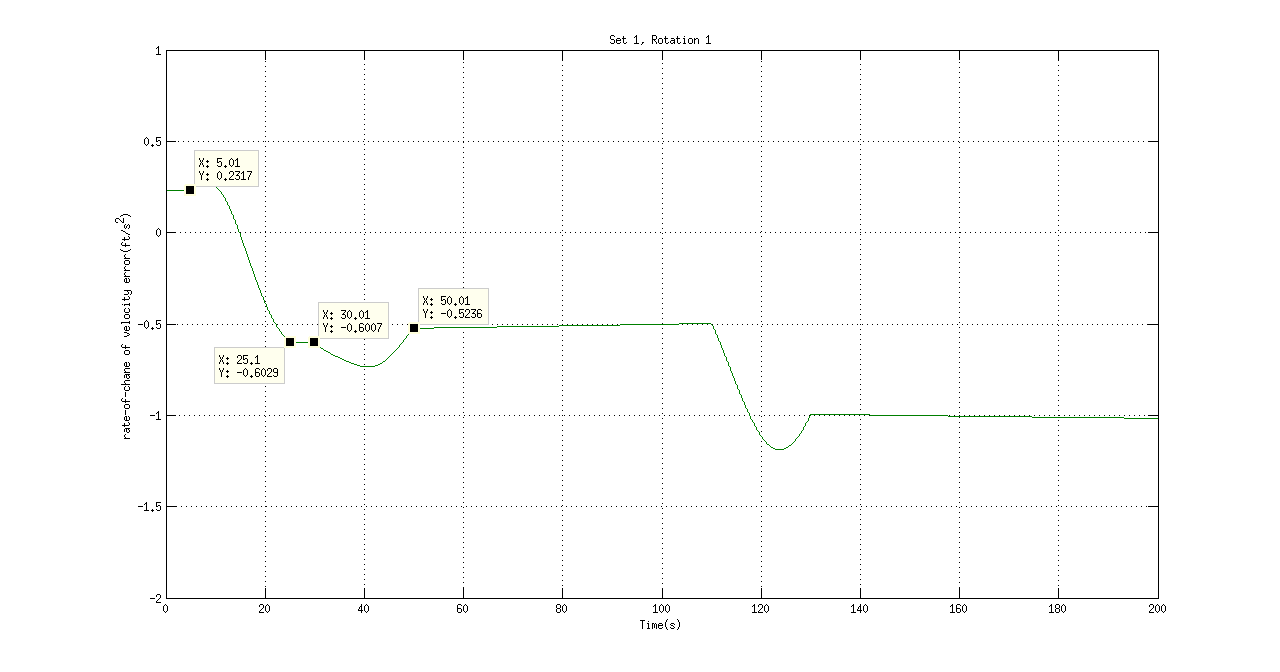 Set 1, Rotation 1
1
0.5
0
-0.5
-1
-1.5
-2
rate-of-chane of velocity error(ft/s2)
X: 5.01
Y: 0.2317
X: 25.1
Y: -0.6029
X: 30.01
Y: -0.6007
X: 50.01
Y: -0.5236
0 20 40 60 80 100 120 140 160 180 200
Time(s)